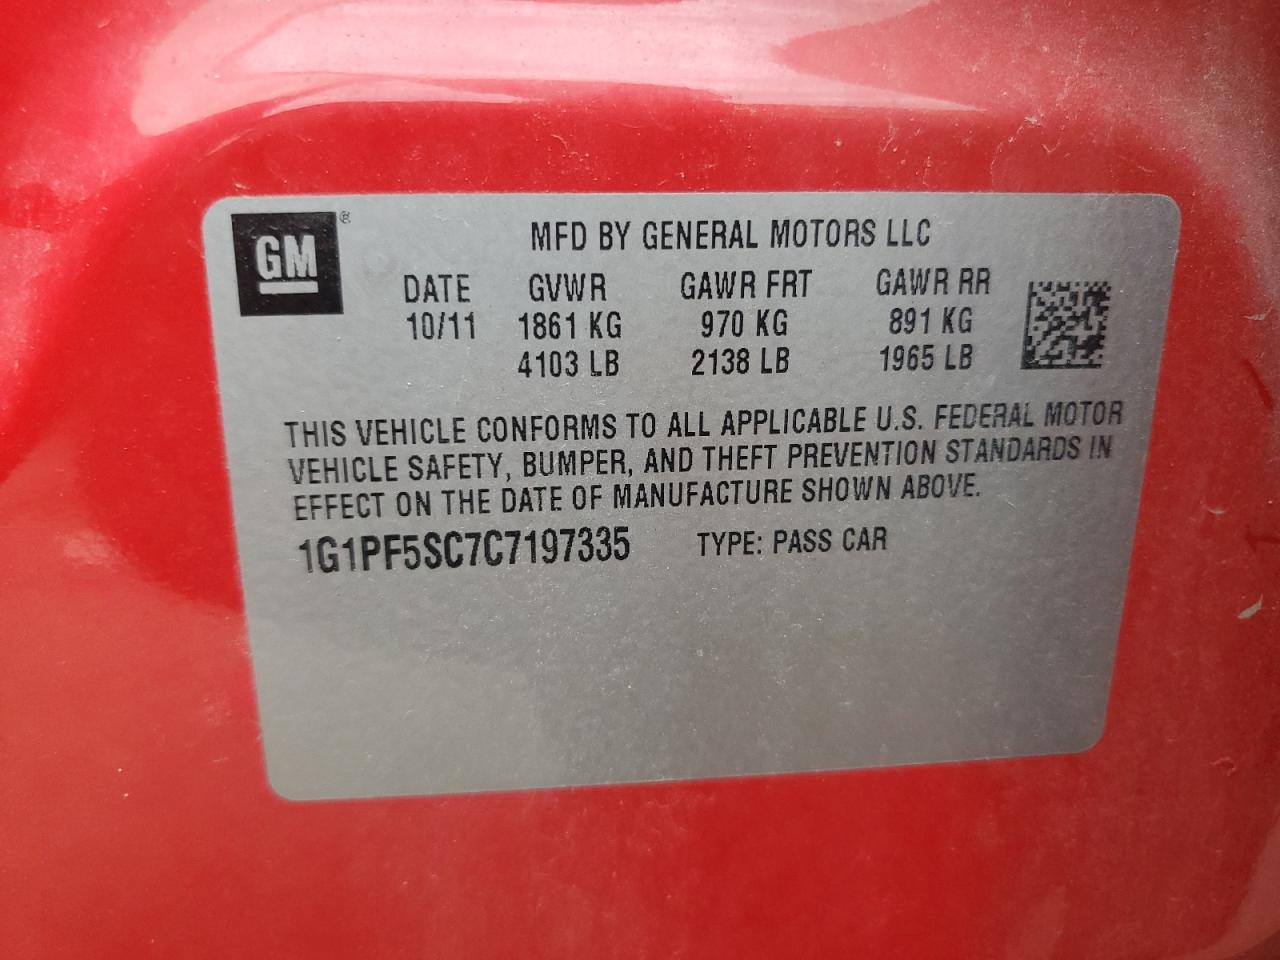 GM ®
MFD BY GENERAL MOTORS LLC
DATE GVWR GAWR FRT GAWR RR
10/11 1861 KG 970 KG 891 KG
4103 LB 2138 LB 1965 LB
THIS VEHICLE CONFORMS TO ALL APPLICABLE U.S. FEDERAL MOTOR
VEHICLE SAFETY, BUMPER, AND THEFT PREVENTION STANDARDS IN
EFFECT ON THE DATE OF MANUFACTURE SHOWN ABOVE.
1G1PF5SC7C7197335 TYPE: PASS CAR